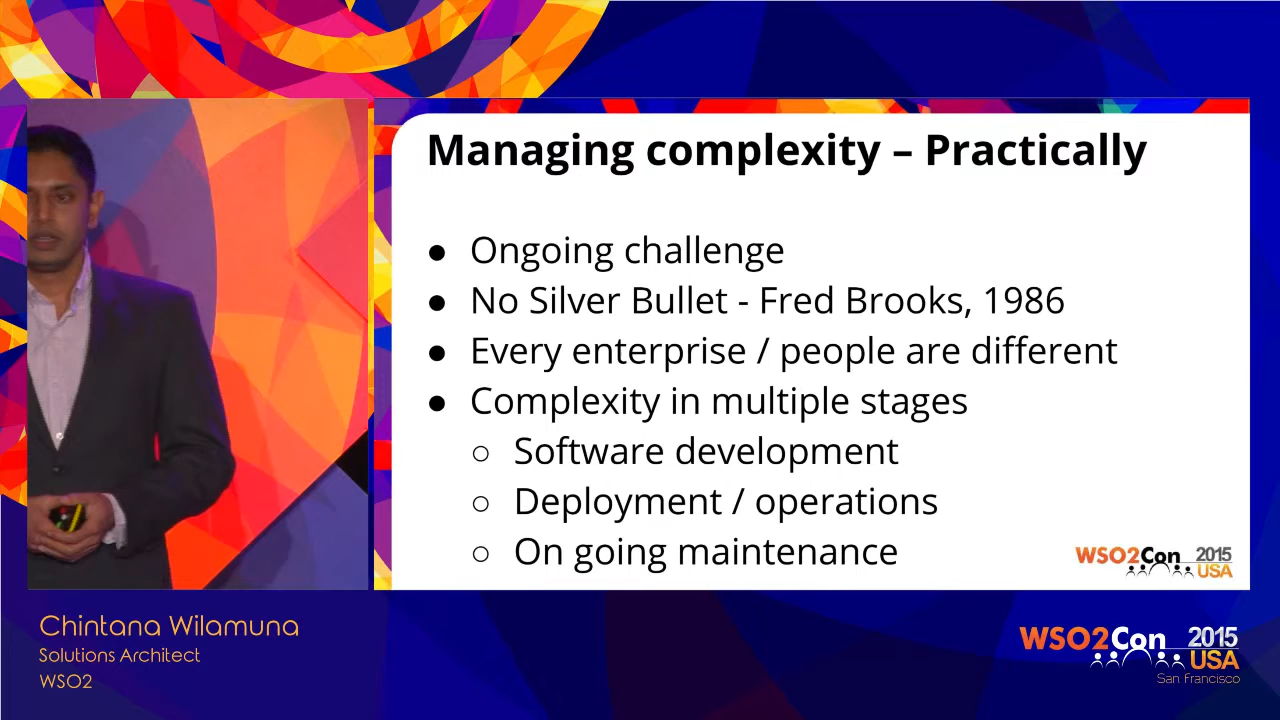 Managing complexity – Practically
● Ongoing challenge
● No Silver Bullet - Fred Brooks, 1986
● Every enterprise / people are different
● Complexity in multiple stages
○ Software development
○ Deployment / operations
○ On going maintenance
WSO2Con 2015
USA
Chintana Wilamuna
Solutions Architect
WSO2
WSO2Con 2015
USA
San Francisco